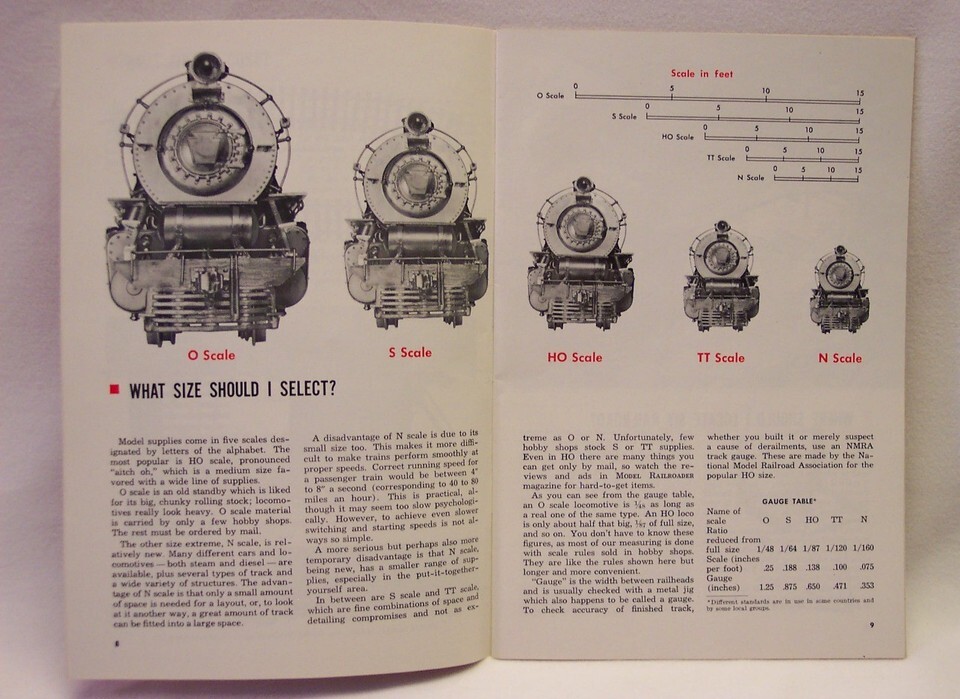 O Scale
S Scale
WHAT SIZE SHOULD I SELECT?
Model supplies come in five scales des-
ignated by letters of the alphabet. The
most popular is HO scale, pronounced
"aitch oh," which is a medium size fa-
vored with a wide line of supplies.
O scale is an old standby which is liked
for its big, chunky rolling stock; locomo-
tives really look heavy. O scale material
is carried by only a few hobby shops.
The rest must be ordered by mail.
The other size extreme, N scale, is rel-
atively new. Many different cars and lo-
comotives — both steam and diesel — are
available, plus several types of track and
a wide variety of structures. The advan-
tage of N scale is that only a small amount
of space is needed for a layout, or, to look
at it another way, a great amount of track
can be fitted into a large space.
8
A disadvantage of N scale is due to its
small size too. This makes it more diffi-
cult to make trains perform smoothly at
proper speeds. Correct running speed for
a passenger train would be between 4"
to 8" a second (corresponding to 40 to 80
miles an hour). This is practical, al-
though it may seem too slow psychologi-
cally. However, to achieve even slower
switching and starting speeds is not al-
ways so simple.
A more serious but perhaps also more
temporary disadvantage is that N scale,
being new, has a smaller range of sup-
plies, especially in the put-it-together-
yourself area.
In between are S scale and TT scale,
which are fine combinations of space and
detailing compromises and not as ex-
Scale in feet
O Scale 0 5 10 15
S Scale 0 5 10 15
HO Scale 0 5 10 15
TT Scale 0 5 10 15
N Scale 0 5 10 15
HO Scale
TT Scale
N Scale
treme as O or N. Unfortunately, few
hobby shops stock S or TT supplies.
Even in HO there are many things you
can get only by mail, so watch the re-
views and ads in MODEL RAILROADER
magazine for hard-to-get items.
As you can see from the gauge table,
an O scale locomotive is 1/48 as long as
a real one of the same type. An HO loco
is only about half that big, 1/87 of full size,
and so on. You don't have to know these
figures, as most of our measuring is done
with scale rules sold in hobby shops.
They are like the rules shown here but
longer and more convenient.
"Gauge" is the width between railheads
and is usually checked with a metal jig
which also happens to be called a gauge.
To check accuracy of finished track,
whether you built it or merely suspect
a cause of derailments, use an NMRA
track gauge. These are made by the Na-
tional Model Railroad Association for the
popular HO size.
GAUGE TABLE*
Name of
scale O S HO TT N
Ratio
reduced from
full size 1/48 1/64 1/87 1/120 1/160
Scale (inches
per foot) .25 .188 .138 .100 .075
Gauge
(inches) 1.25 .875 .650 .471 .353
*Different standards are in use in some countries and
by some local groups.
9